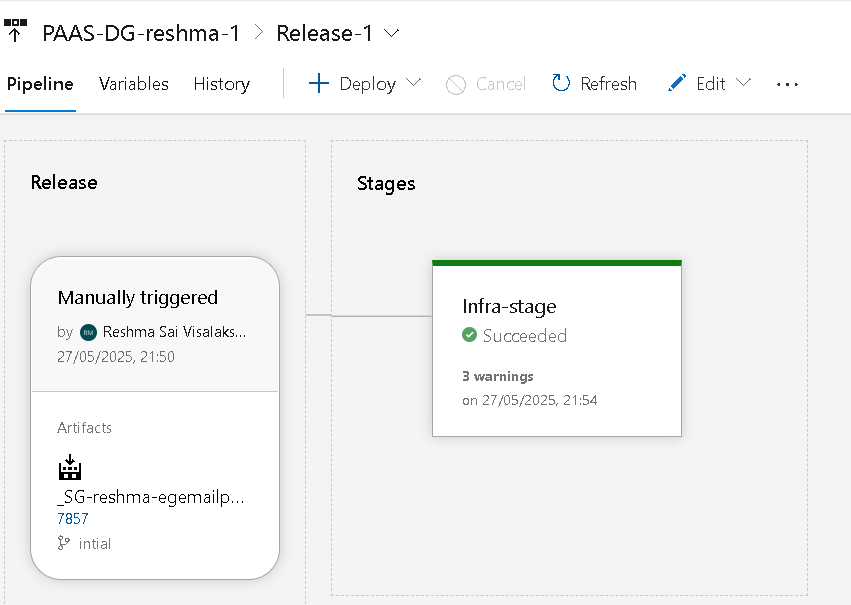 PAAS-DG-reshma-1 > Release-1
Pipeline Variables History + Deploy Cancel Refresh Edit ...
Release
Stages
Manually triggered
by RM Reshma Sai Visalaks...
27/05/2025, 21:50
Artifacts
_SG-reshma-egemailp...
7857
intial
Infra-stage
Succeeded
3 warnings
on 27/05/2025, 21:54